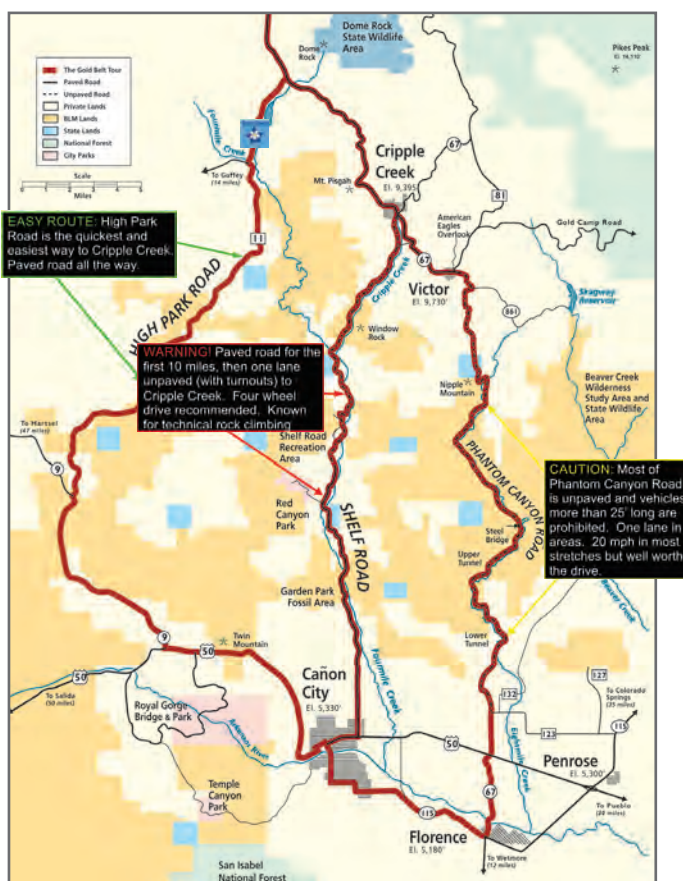 Dome Rock
State Wildlife
Area
Dome
Rock
Pikes Peak
The Gold Belt Tour
Paved Road
Unpaved Road
Private Lands
BLM Lands
State Lands
National Forest
City Parks
Scale
0 1 2 3 4 5
Miles
Fourmile
Creek
To Guffey
(14 miles)
67
Cripple
Creek
El. 9,395'
Mt. Pisgah
81
American
Eagles
Overlook
Gold Camp Road
EASY ROUTE: High Park
Road is the quickest and
easiest way to Cripple Creek.
Paved road all the way.
11
HIGH PARK ROAD
67
Victor
El. 9,730'
Cripple Creek
861
Skagway
Reservoir
Window
Rock
WARNING! Paved road for the
first 10 miles, then one lane
unpaved (with turnouts) to
Cripple Creek. Four wheel
drive recommended. Known
for technical rock climbing
Nipple
Mountain
Beaver Creek
Wilderness
Study Area and
State Wildlife
Area
To Hartsel
(47 miles)
9
Shelf Road
Recreation
Area
PHANTOM CANYON ROAD
CAUTION: Most of
Phantom Canyon Road
is unpaved and vehicles
more than 25' long are
prohibited. One lane in
areas. 20 mph in most
stretches but well worth
the drive.
Red
Canyon
Park
SHELF ROAD
Steel
Bridge
Upper
Tunnel
Garden Park
Fossil Area
Beaver Creek
Lower
Tunnel
9
50
Twin
Mountain
Fourmile Creek
50
To Salida
(50 miles)
Royal Gorge
Bridge & Park
Cañon
City
El. 5,330'
127
132
To Colorado
Springs
(35 miles)
115
123
Arkansas River
50
Eightmile Creek
Penrose
El. 5,300'
Temple
Canyon
Park
67
115
To Pueblo
(28 miles)
Florence
El. 5,180'
To Wetmore
(12 miles)
San Isabel
National Forest